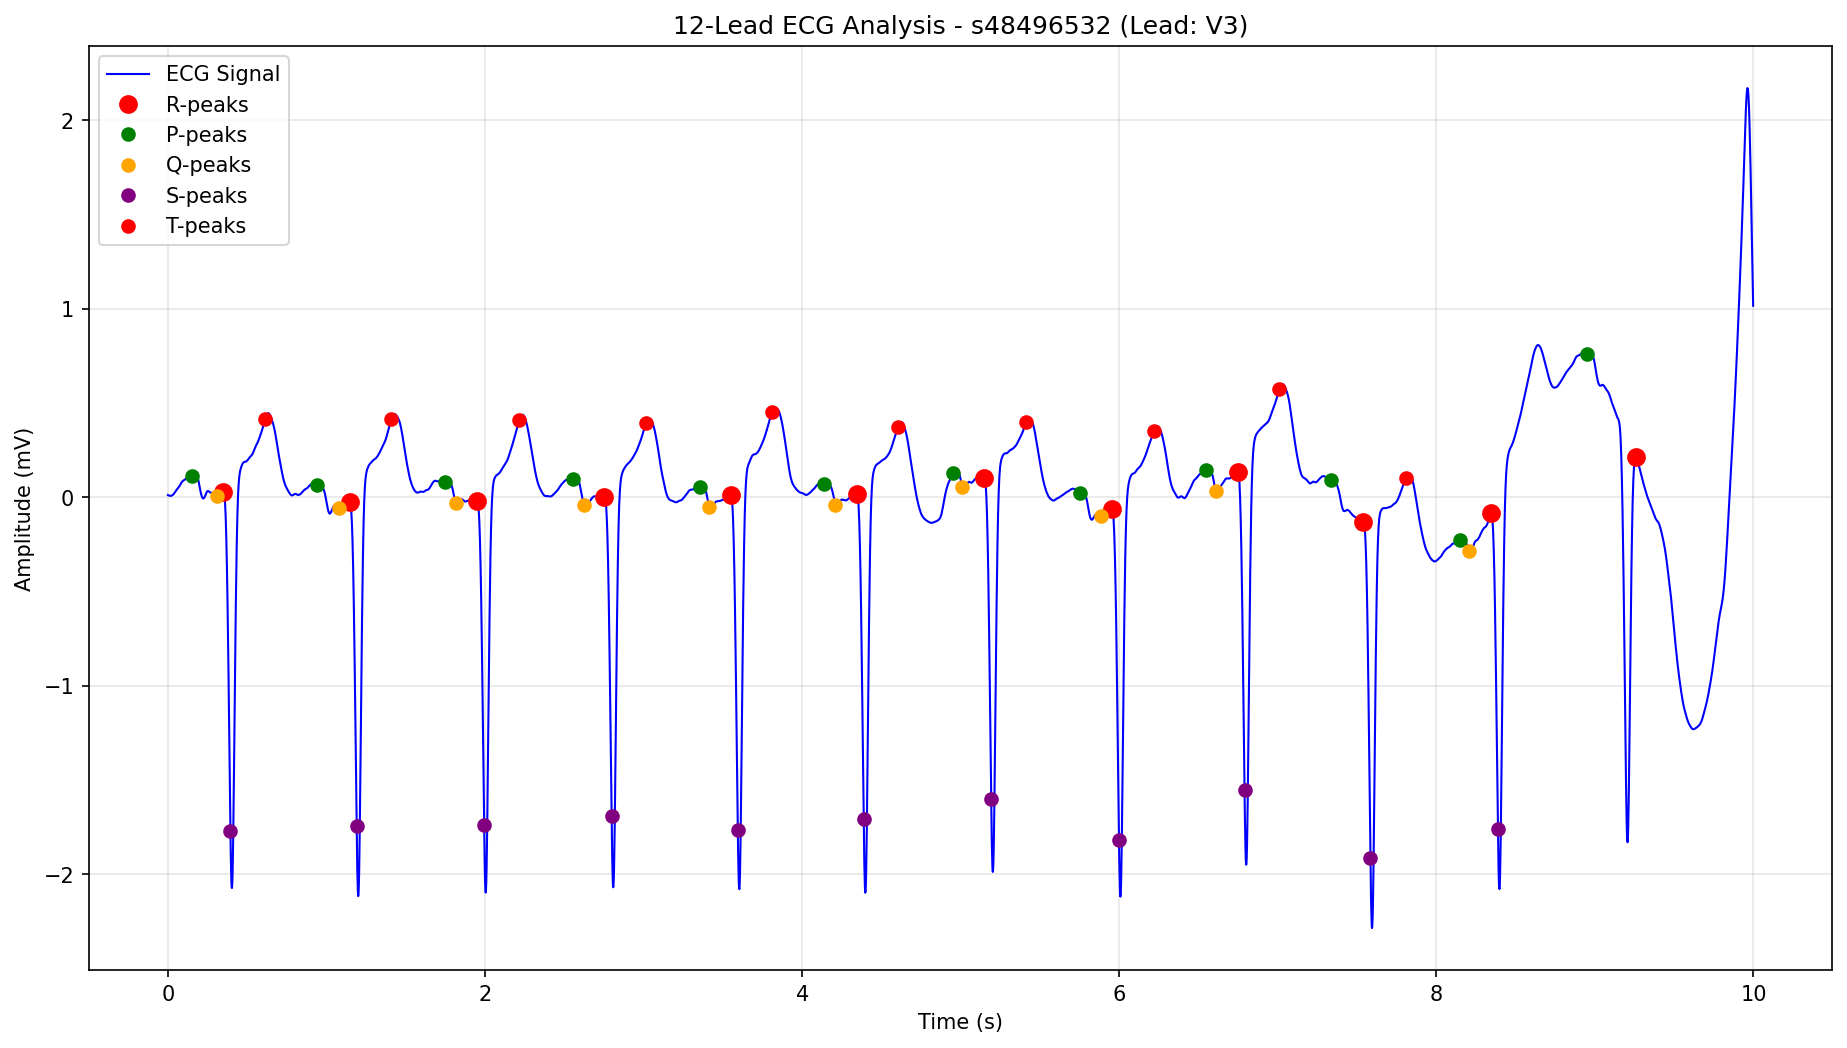 12-Lead ECG Analysis - s48496532 (Lead: V3)
ECG Signal
R-peaks
P-peaks
Q-peaks
S-peaks
T-peaks
2
1
0
−1
−2
Amplitude (mV)
0 2 4 6 8 10
Time (s)